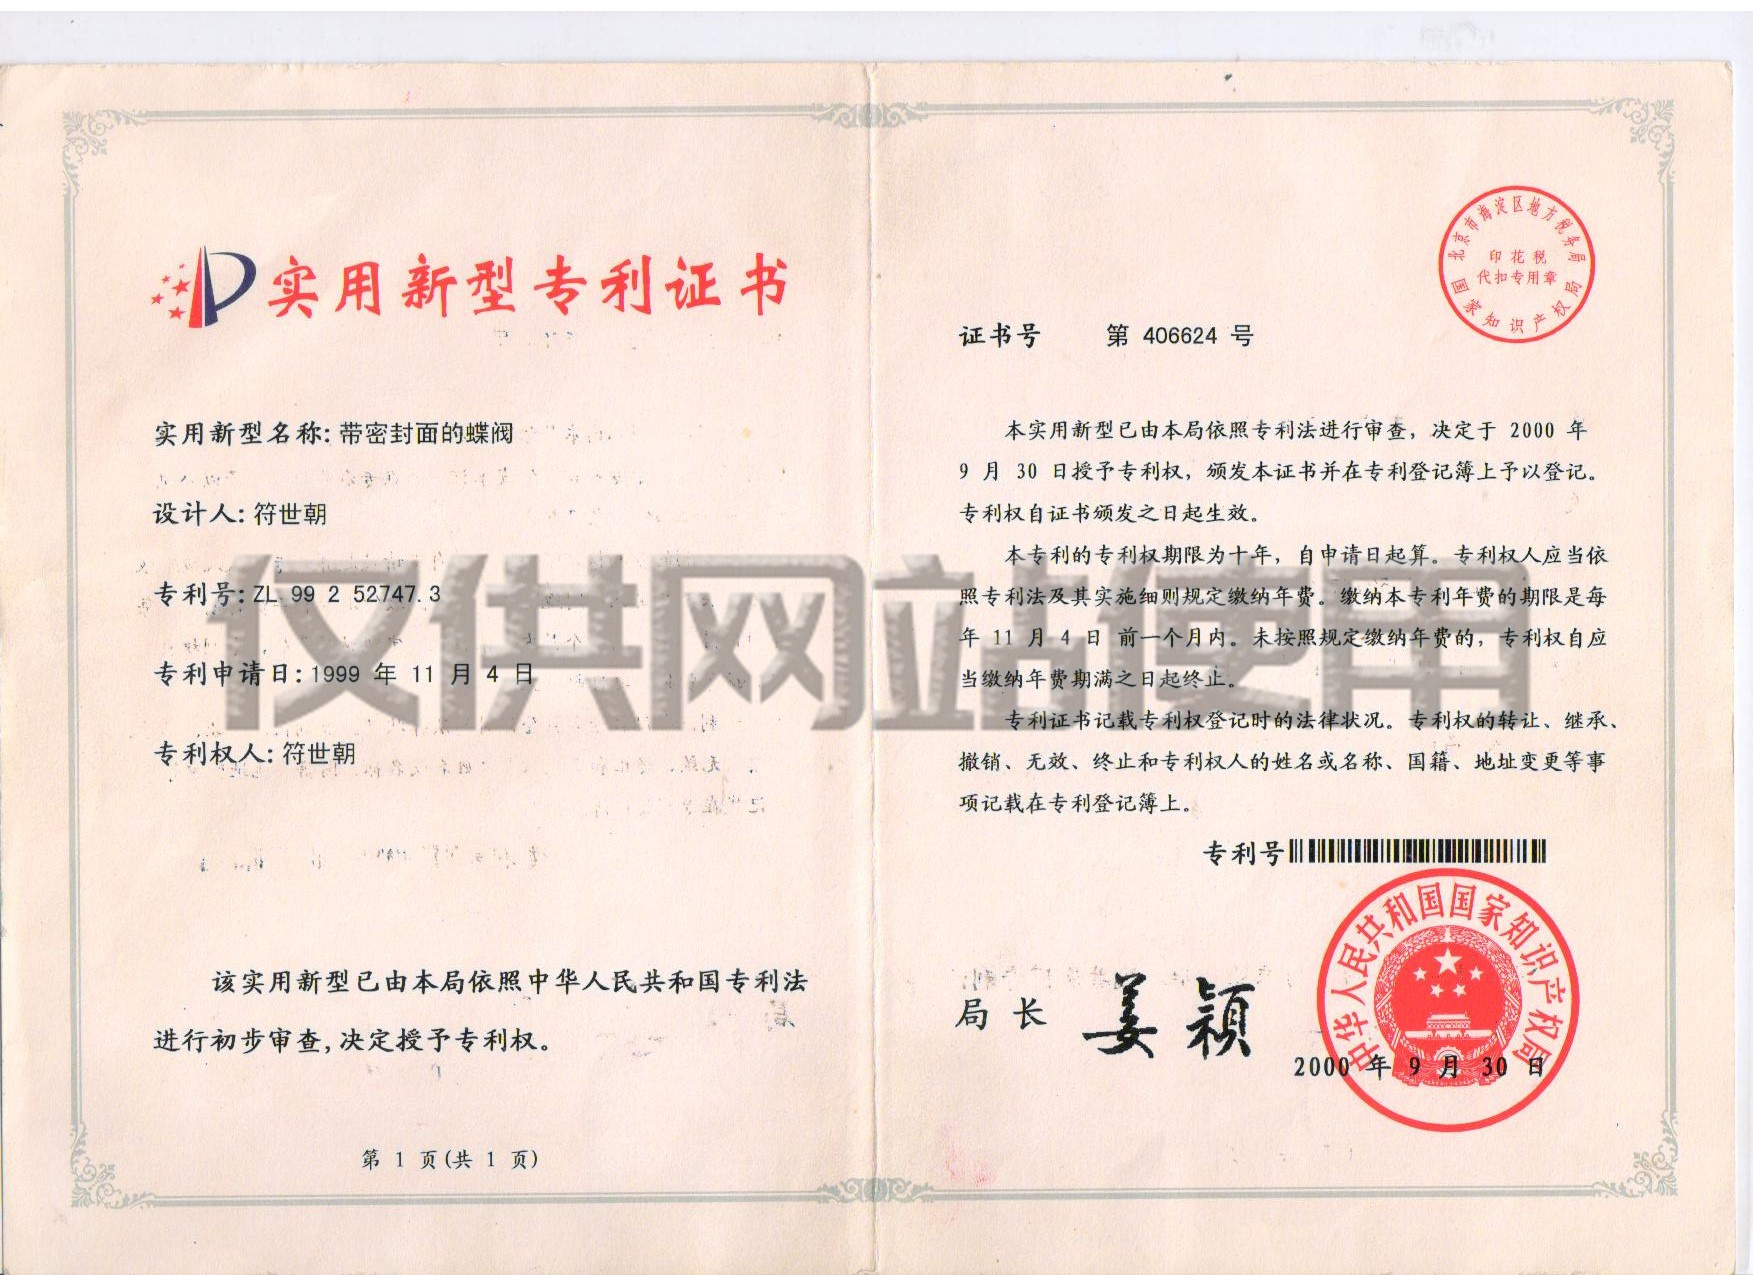 实用新型专利证书
实用新型名称:带密封面的蝶阀
设计人:符世朝
专利号:ZL 99 2 52747.3
专利申请日:1999 年 11 月 4 日
专利权人:符世朝
该实用新型已由本局依照中华人民共和国专利法
进行初步审查,决定授予专利权。
第 1 页(共 1 页)
北京市海淀区地方税务局
印花税
代扣专用章
国家知识产权局
证书号 第 406624 号
本实用新型已由本局依照专利法进行审查，决定于 2000 年
9 月 30 日授予专利权，颁发本证书并在专利登记簿上予以登记。
专利权自证书颁发之日起生效。
本专利的专利权期限为十年，自申请日起算。专利权人应当依
照专利法及其实施细则规定缴纳年费。缴纳本专利年费的期限是每
年 11 月 4 日 前一个月内。未按照规定缴纳年费的，专利权自应
当缴纳年费期满之日起终止。
专利证书记载专利权登记时的法律状况。专利权的转让、继承、
撤销、无效、终止和专利权人的姓名或名称、国籍、地址变更等事
项记载在专利登记簿上。
专利号
中华人民共和国国家知识产权局
局长 姜颖
2000 年 9 月 30 日
仅供网站使用